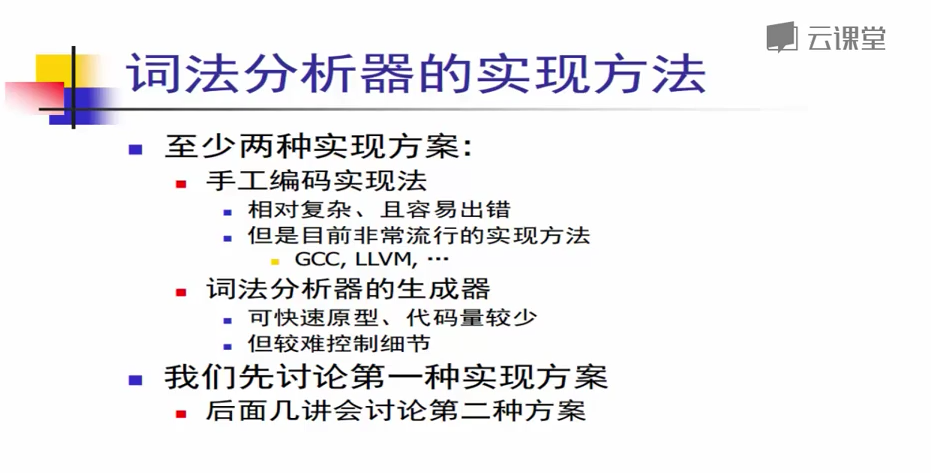 云课堂
词法分析器的实现方法
至少两种实现方案:
手工编码实现法
相对复杂、且容易出错
但是目前非常流行的实现方法
GCC, LLVM, …
词法分析器的生成器
可快速原型、代码量较少
但较难控制细节
我们先讨论第一种实现方案
后面几讲会讨论第二种方案